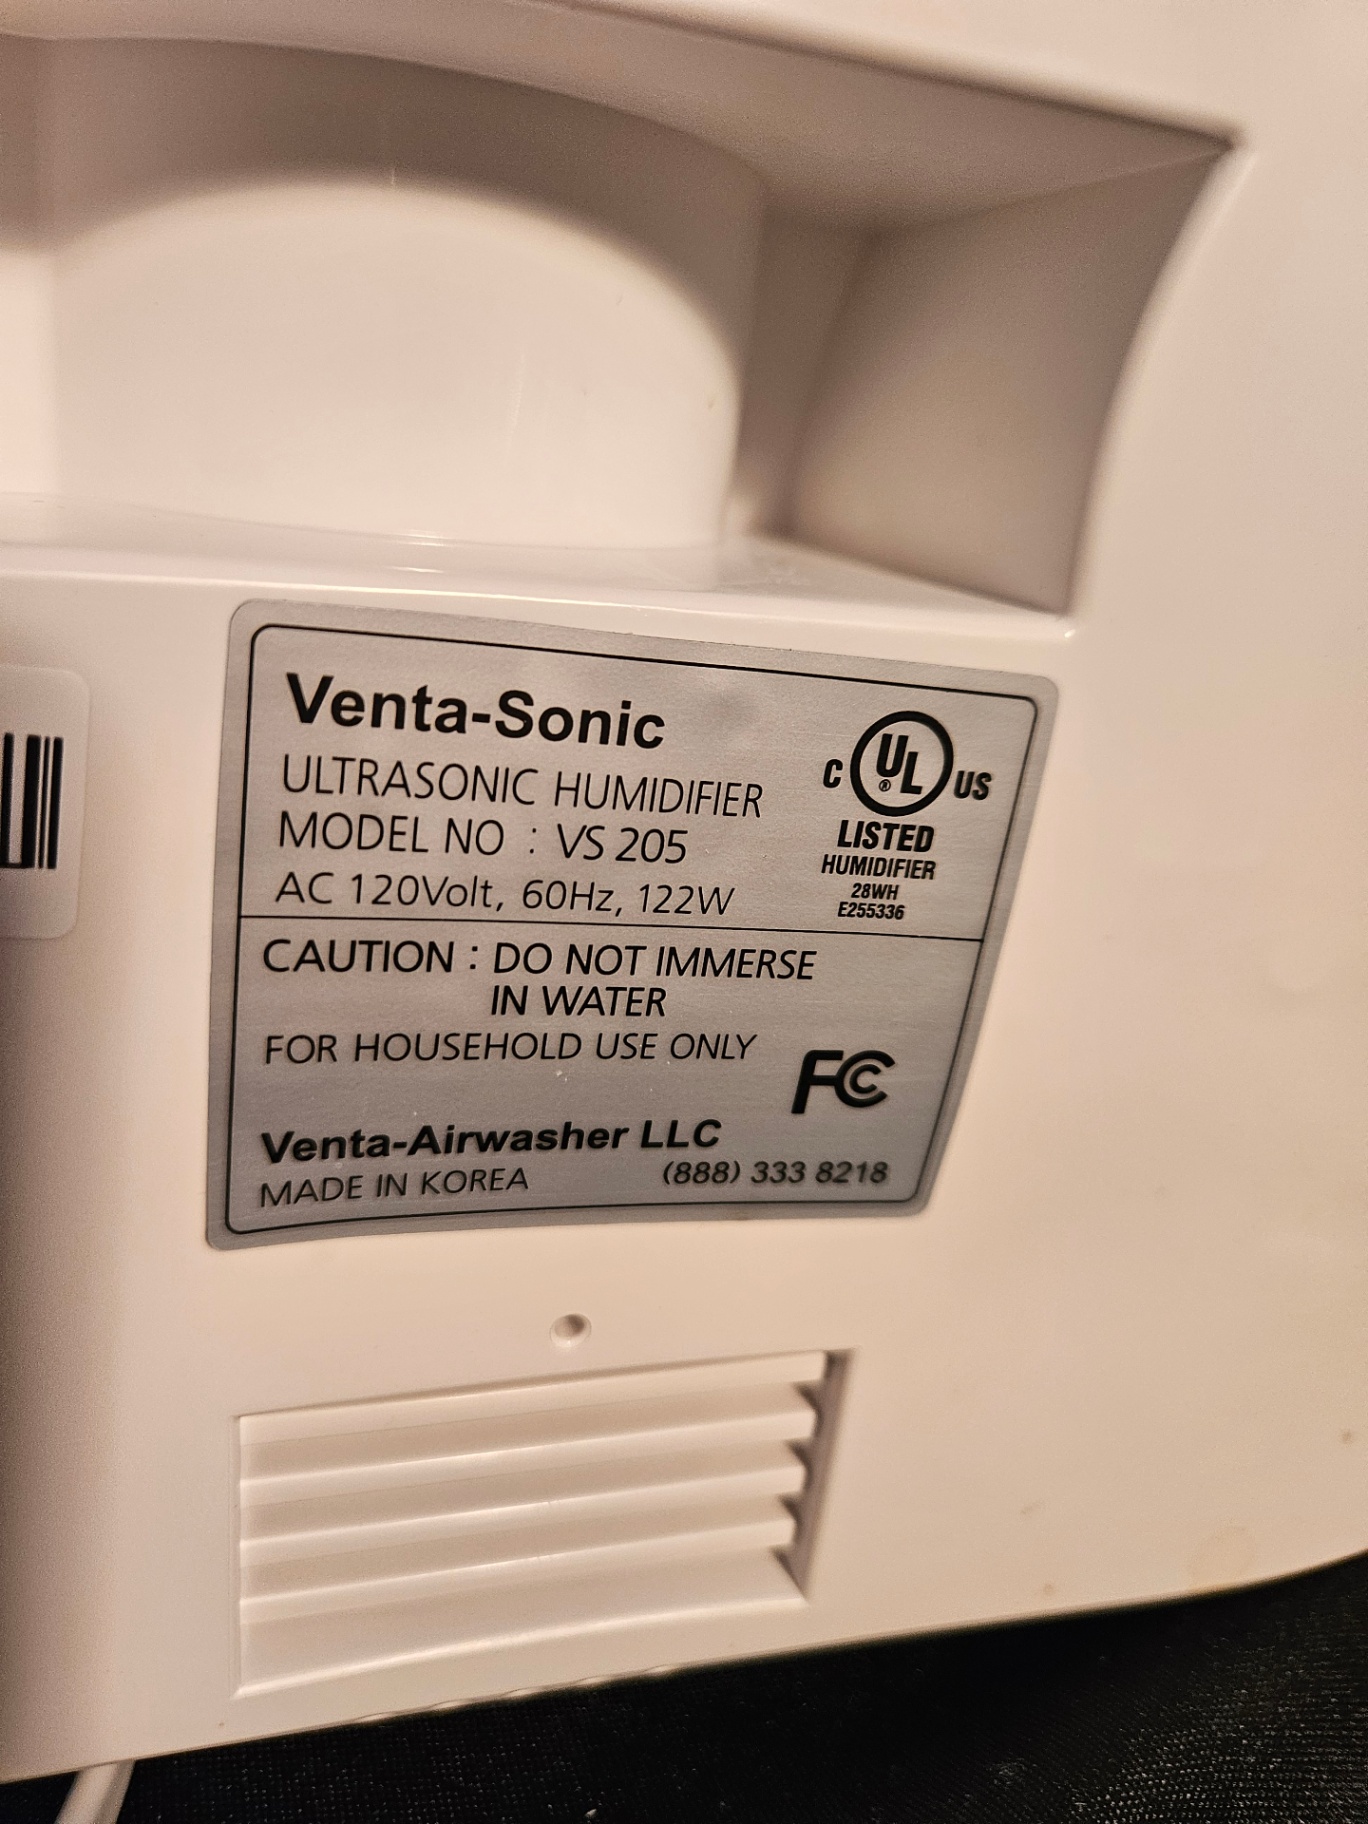 Venta-Sonic
ULTRASONIC HUMIDIFIER
MODEL NO : VS 205
AC 120Volt, 60Hz, 122W
C UL® US
LISTED
HUMIDIFIER
28WH
E255336
CAUTION : DO NOT IMMERSE
IN WATER
FOR HOUSEHOLD USE ONLY
FC
Venta-Airwasher LLC
MADE IN KOREA (888) 333 8218